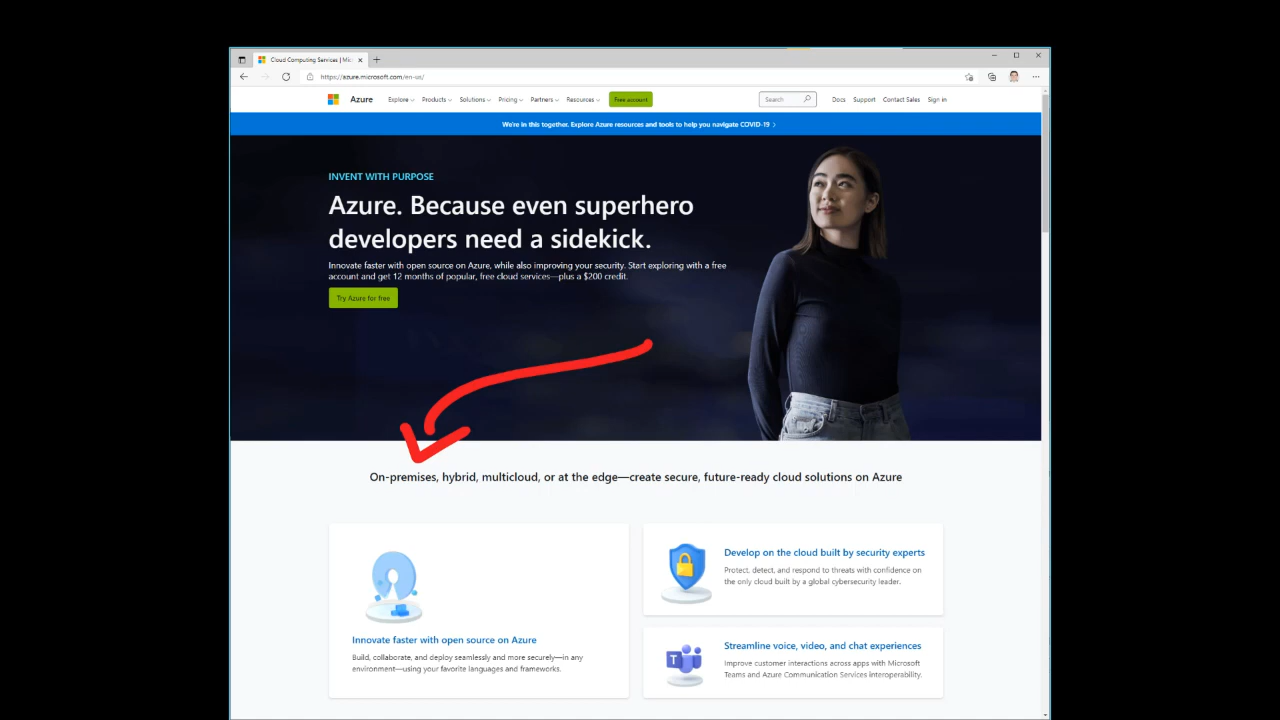 Cloud Computing Services | Mic
https://azure.microsoft.com/en-us/
Azure Explore Products Solutions Pricing Partners Resources Free account Search Docs Support Contact Sales Sign in
We're in this together. Explore Azure resources and tools to help you navigate COVID-19
INVENT WITH PURPOSE
Azure. Because even superhero
developers need a sidekick.
Innovate faster with open source on Azure, while also improving your security. Start exploring with a free
account and get 12 months of popular, free cloud services—plus a $200 credit.
Try Azure for free
On-premises, hybrid, multicloud, or at the edge—create secure, future-ready cloud solutions on Azure
Innovate faster with open source on Azure
Build, collaborate, and deploy seamlessly and more securely—in any
environment—using your favorite languages and frameworks.
Develop on the cloud built by security experts
Protect, detect, and respond to threats with confidence on
the only cloud built by a global cybersecurity leader.
T
Streamline voice, video, and chat experiences
Improve customer interactions across apps with Microsoft
Teams and Azure Communication Services interoperability.